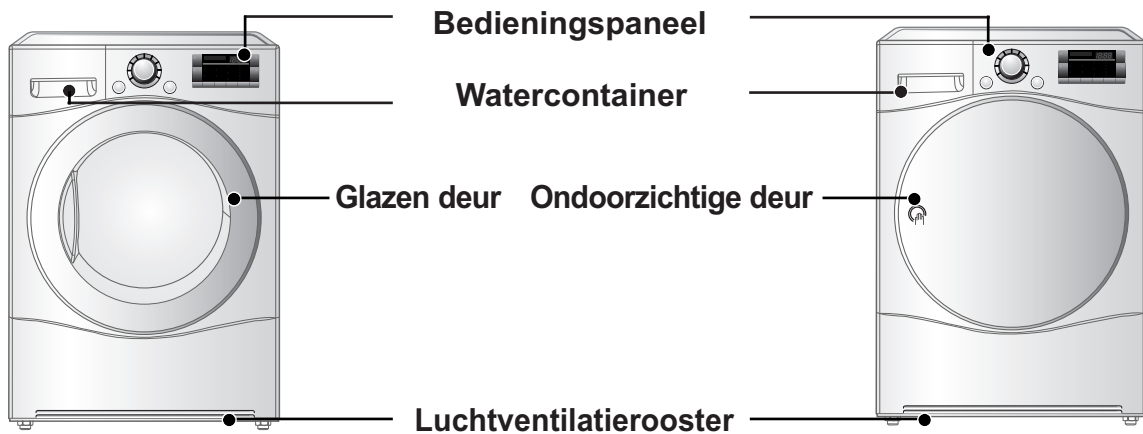 Bedieningspaneel
Watercontainer
Glazen deur
Ondoorzichtige deur
Luchtventilatierooster